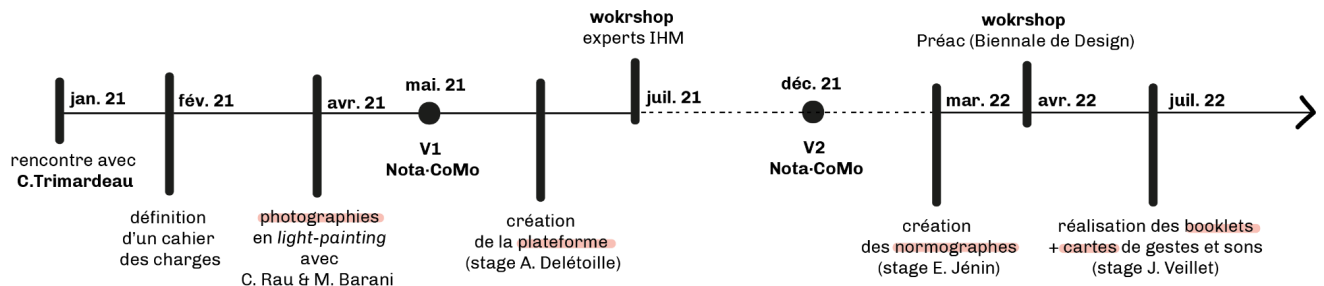 wokrshop
experts IHM
wokrshop
Préac (Biennale de Design)
jan. 21
fév. 21
avr. 21
mai. 21
juil. 21
déc. 21
mar. 22
avr. 22
juil. 22
rencontre avec
C.Trimardeau
V1
Nota·CoMo
V2
Nota·CoMo
définition
d'un cahier
des charges
photographies
en light-painting
avec
C. Rau & M. Barani
création
de la plateforme
(stage A. Delétoille)
création
des normographes
(stage E. Jénin)
réalisation des booklets
+ cartes de gestes et sons
(stage J. Veillet)